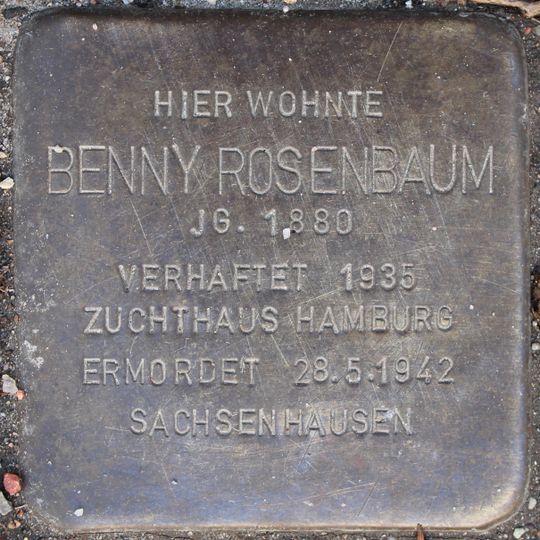 HIER WOHNTE
BENNY ROSENBAUM
JG. 1880
VERHAFTET 1935
ZUCHTHAUS HAMBURG
ERMORDET 28.5.1942
SACHSENHAUSEN